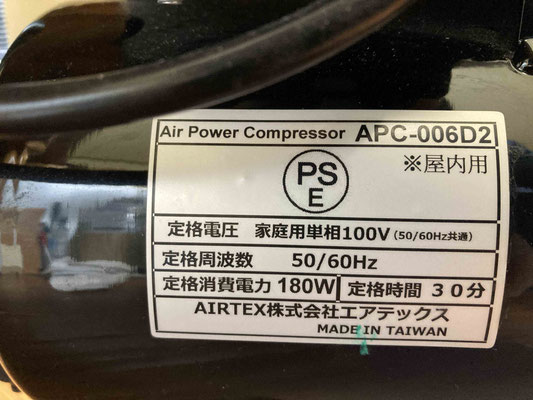 Air Power Compressor APC-006D2
※屋内用
PS
E
定格電圧 家庭用単相100V(50/60Hz共通)
定格周波数 50/60Hz
定格消費電力 180W 定格時間 30分
AIRTEX株式会社エアテックス
MADE IN TAIWAN